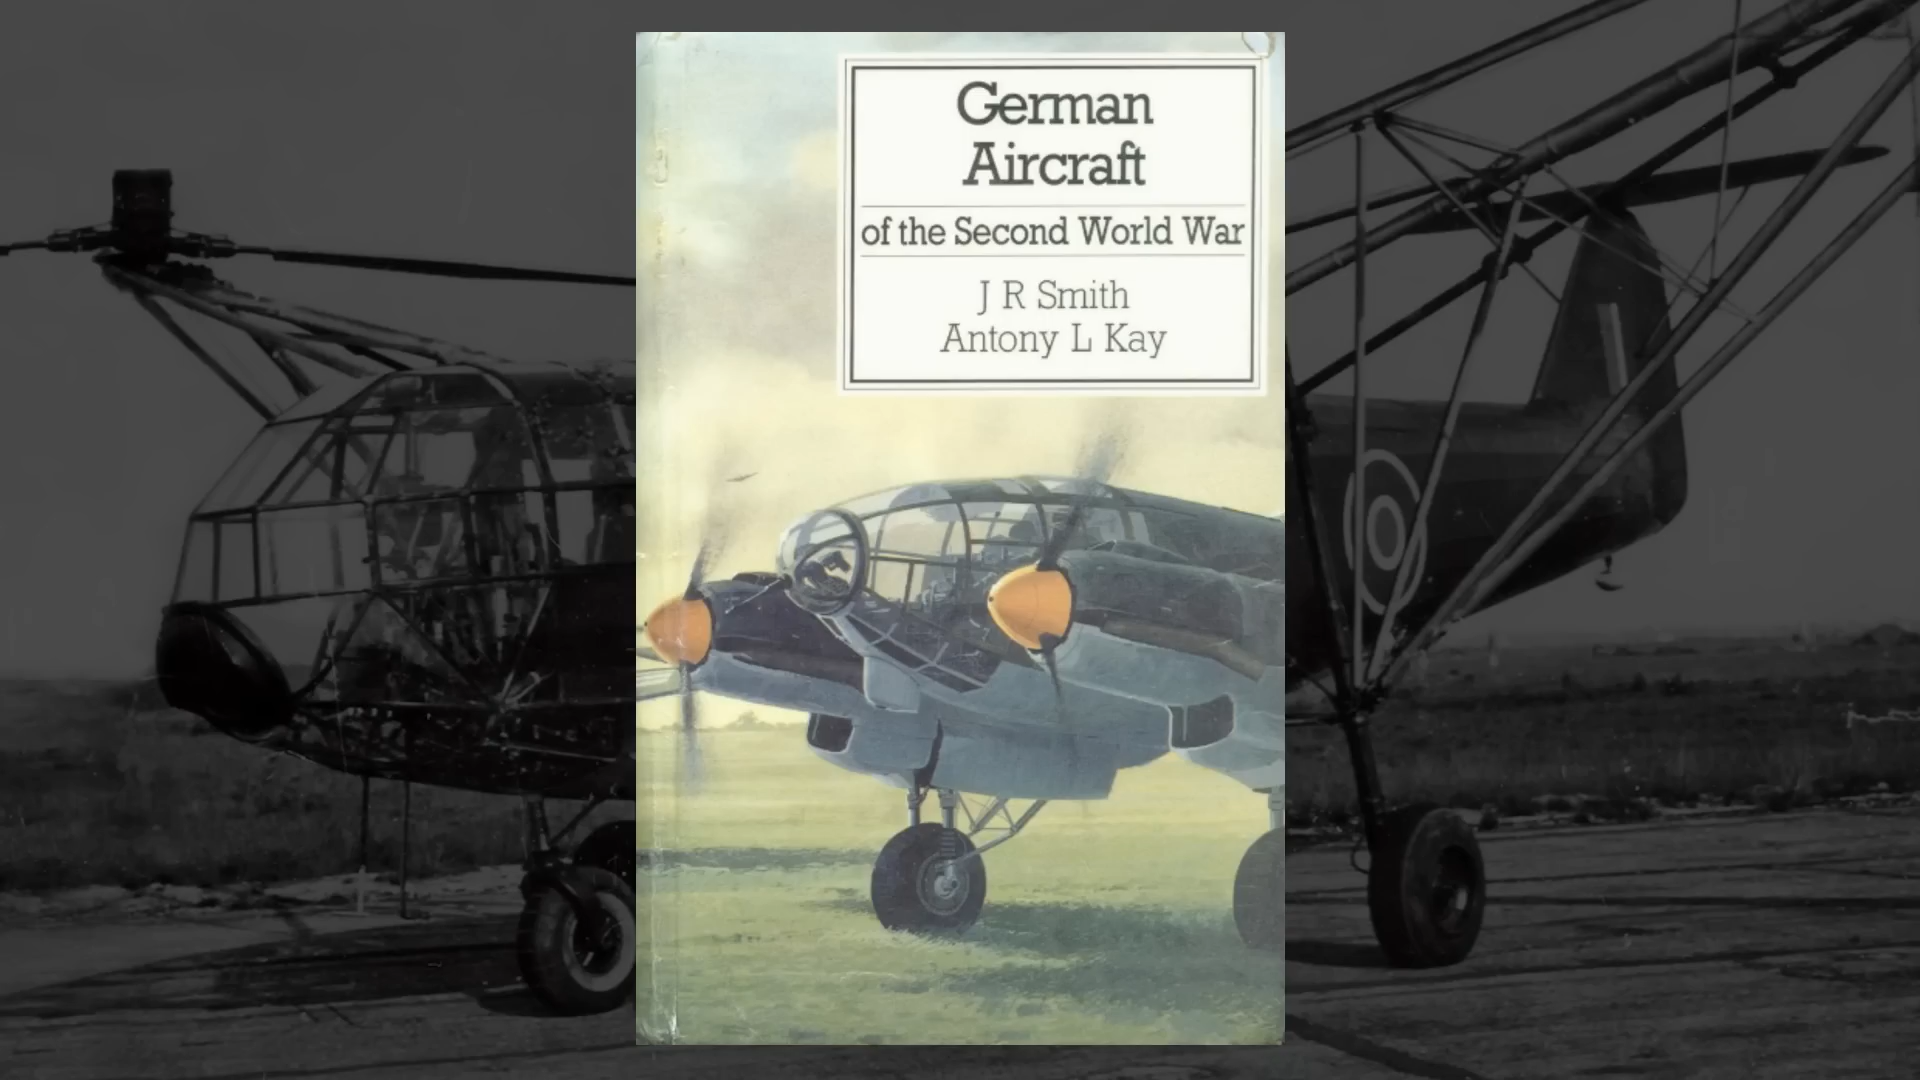 German
Aircraft
of the Second World War
J R Smith
Antony L Kay